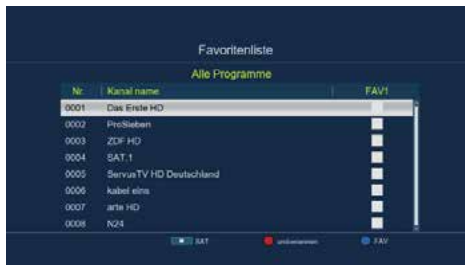 Favoritenliste
Alle Programme
Nr. Kanal name FAV1
0001 Das Erste HD
0002 ProSieben
0003 ZDF HD
0004 SAT.1
0005 ServusTV HD Deutschland
0006 kabel eins
0007 arte HD
0008 N24
SAT umbenennen FAV